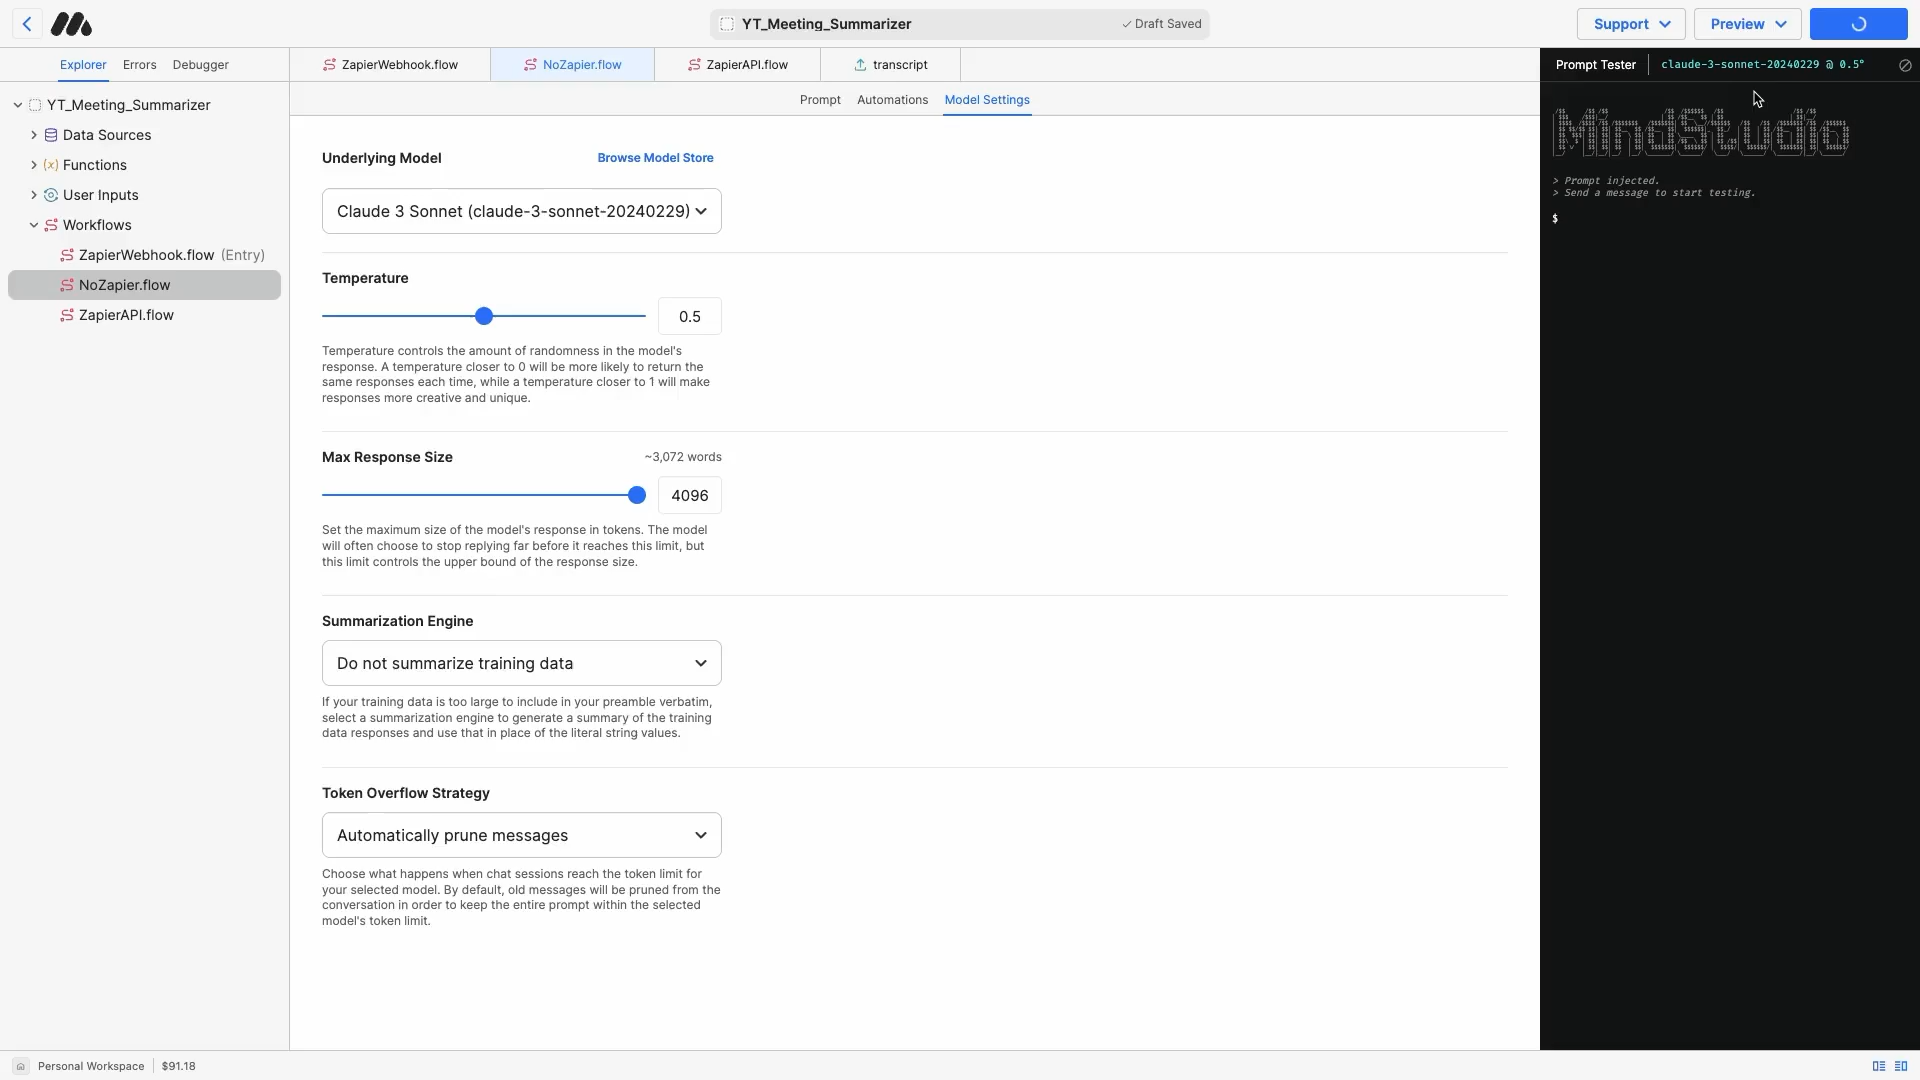 YT_Meeting_Summarizer
Draft Saved
Support
Preview
Explorer
Errors
Debugger
ZapierWebhook.flow
NoZapier.flow
ZapierAPI.flow
transcript
Prompt Tester
claude-3-sonnet-20240229 @ 0.5°
Prompt
Automations
Model Settings
YT_Meeting_Summarizer
Data Sources
Functions
User Inputs
Workflows
ZapierWebhook.flow (Entry)
NoZapier.flow
ZapierAPI.flow
Underlying Model
Browse Model Store
Claude 3 Sonnet (claude-3-sonnet-20240229)
Temperature
0.5
Temperature controls the amount of randomness in the model's
response. A temperature closer to 0 will be more likely to return the
same responses each time, while a temperature closer to 1 will make
responses more creative and unique.
Max Response Size
~3,072 words
4096
Set the maximum size of the model's response in tokens. The model
will often choose to stop replying far before it reaches this limit, but
this limit controls the upper bound of the response size.
Summarization Engine
Do not summarize training data
If your training data is too large to include in your preamble verbatim,
select a summarization engine to generate a summary of the training
data responses and use that in place of the literal string values.
Token Overflow Strategy
Automatically prune messages
Choose what happens when chat sessions reach the token limit for
your selected model. By default, old messages will be pruned from the
conversation in order to keep the entire prompt within the selected
model's token limit.
MindStudio
> Prompt injected.
> Send a message to start testing.
$
Personal Workspace
$91.18